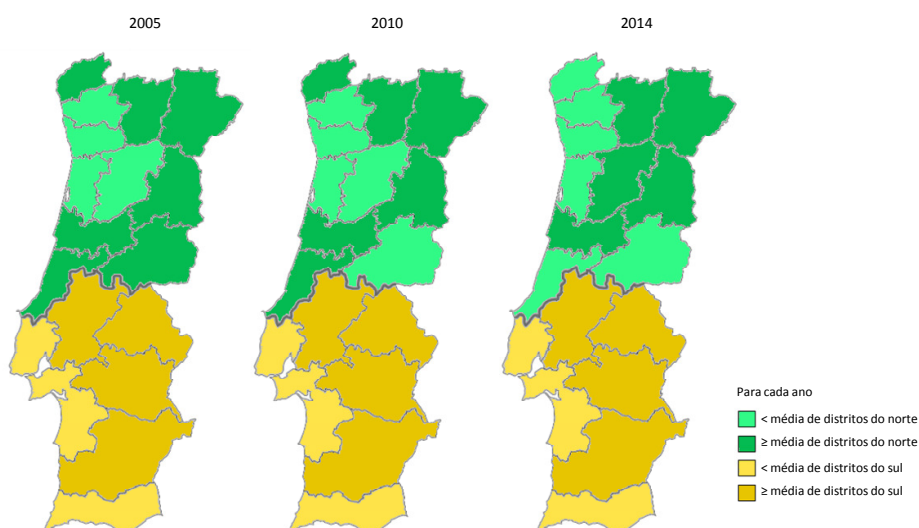 2005
2010
2014
Para cada ano
< média de distritos do norte
≥ média de distritos do norte
< média de distritos do sul
≥ média de distritos do sul